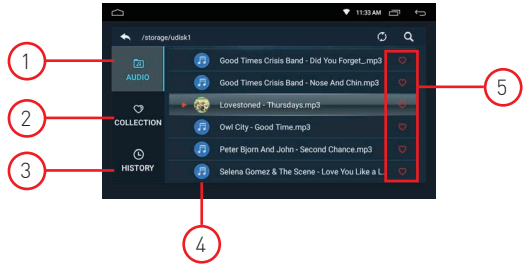 11:33 AM
/storage/udisk1
1
AUDIO
Good Times Crisis Band - Did You Forget_.mp3
Good Times Crisis Band - Nose And Chin.mp3
5
2
COLLECTION
Lovestoned - Thursdays.mp3
Owl City - Good Time.mp3
3
HISTORY
Peter Bjorn And John - Second Chance.mp3
Selena Gomez & The Scene - Love You Like a L..
4